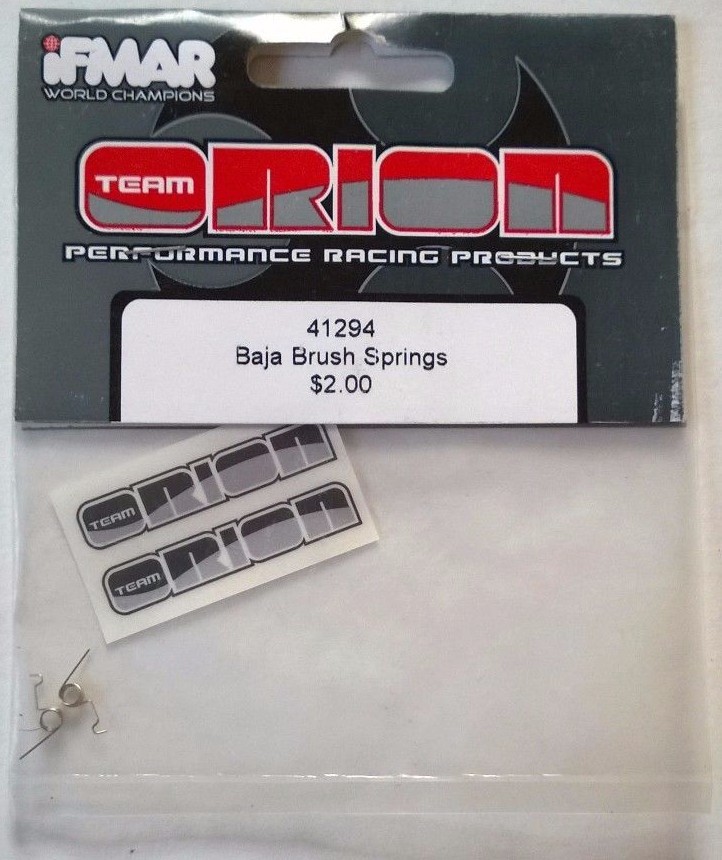 iFMAR
WORLD CHAMPIONS
TEAM ORION
PERFORMANCE RACING PRODUCTS
41294
Baja Brush Springs
$2.00
TEAM ORION
TEAM ORION